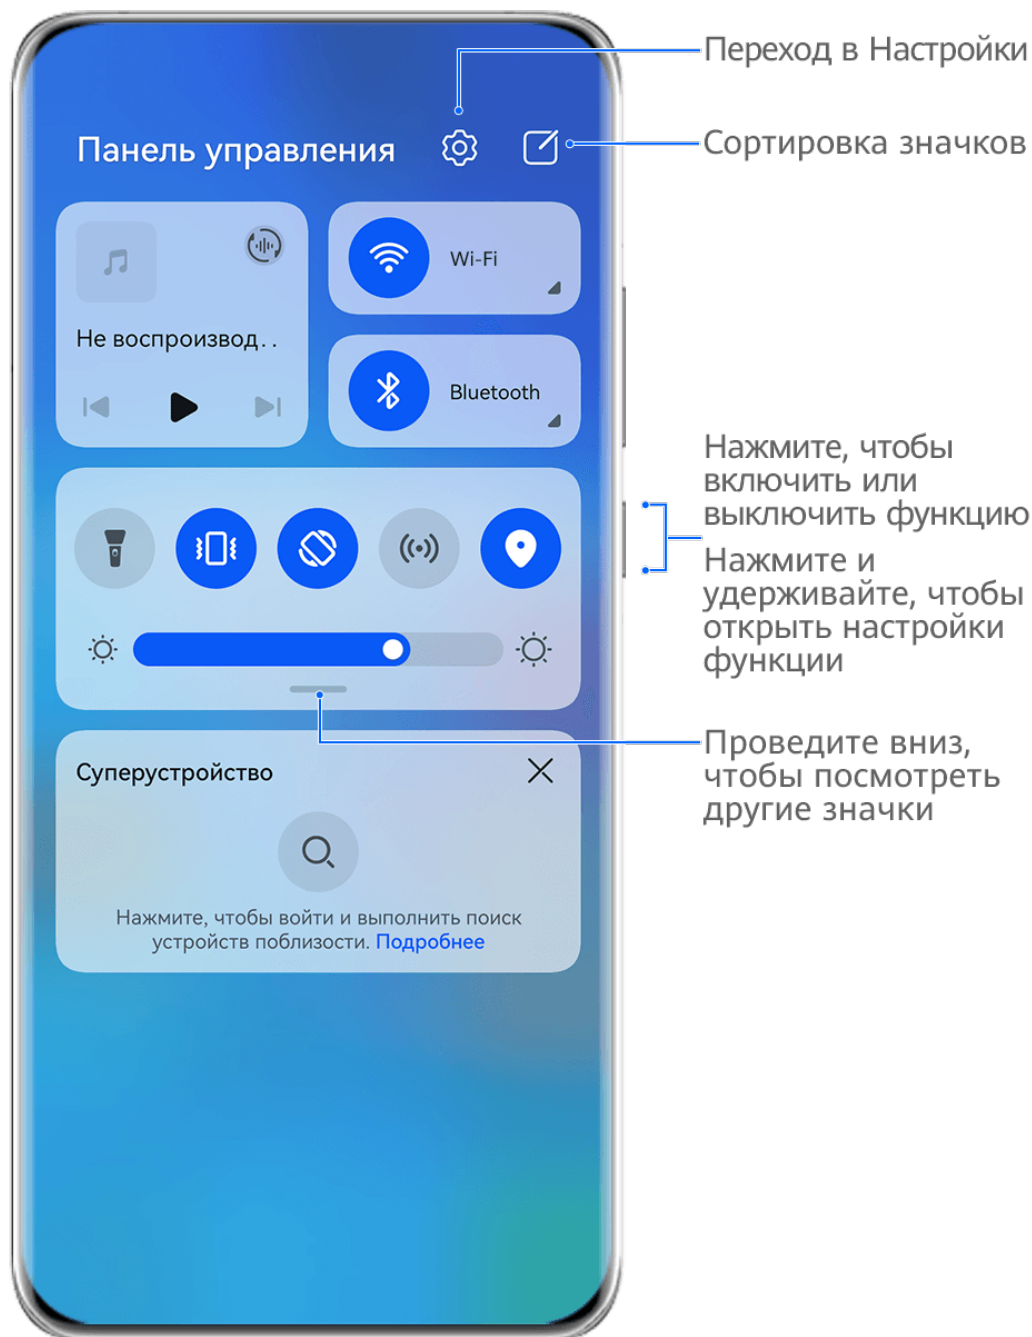 Переход в Настройки
Панель управления
Сортировка значков
Wi-Fi
Не воспроизвод..
Bluetooth
Нажмите, чтобы
включить или
выключить функцию
Нажмите и
удерживайте, чтобы
открыть настройки
функции
Проведите вниз,
чтобы посмотреть
другие значки
Суперустройство
Нажмите, чтобы войти и выполнить поиск
устройств поблизости. Подробнее